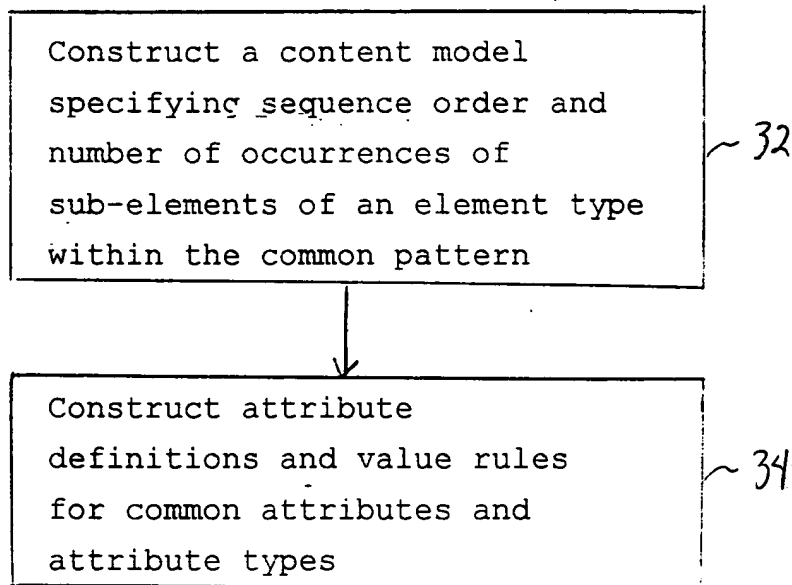 Construct a content model
specifying sequence order and
number of occurrences of
sub-elements of an element type
within the common pattern
32
Construct attribute
definitions and value rules
for common attributes and
attribute types
34